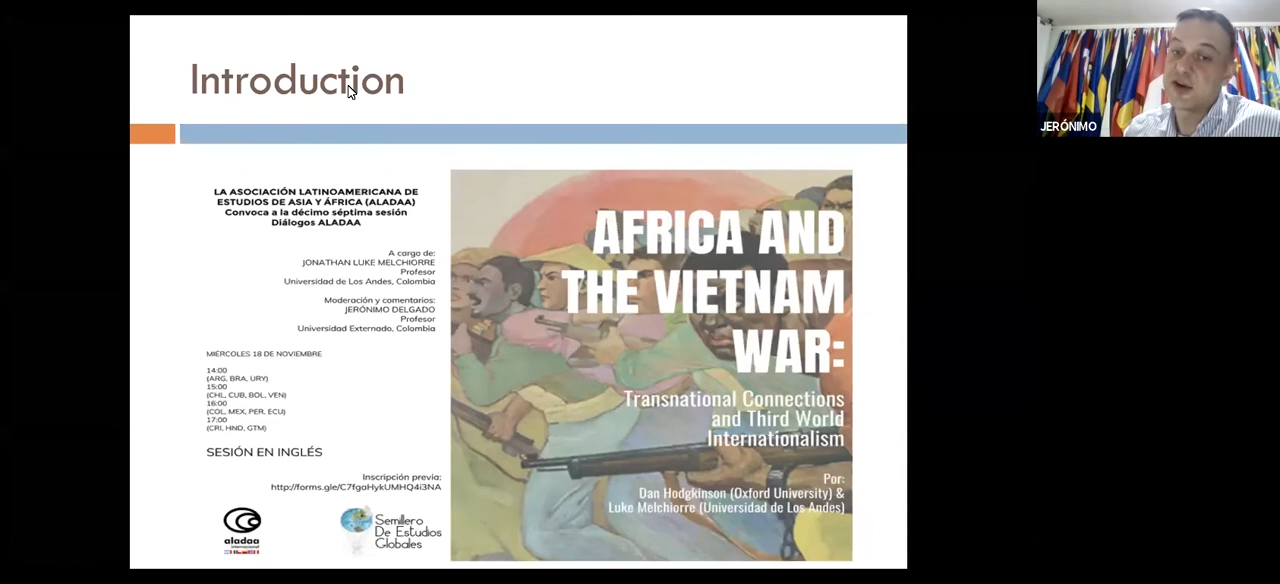 Introduction
LA ASOCIACIÓN LATINOAMERICANA DE
ESTUDIOS DE ASIA Y ÁFRICA (ALADAA)
Convoca a la décimo séptima sesión
Diálogos ALADAA
A cargo de:
JONATHAN LUKE MELCHIORRE
Profesor
Universidad de Los Andes, Colombia
Moderación y comentarios:
JERÓNIMO DELGADO
Profesor
Universidad Externado, Colombia
MIÉRCOLES 18 DE NOVIEMBRE
14:00
(ARG, BRA, URY)
15:00
(CHL, CUB, BOL, VEN)
16:00
(COL, MEX, PER, ECU)
17:00
(CRI, HND, GTM)
SESIÓN EN INGLÉS
Inscripción previa:
http://forms.gle/C7fgaHykUMHQ4i3NA
aladaa
internacional
Semillero
De Estudios
Globales
AFRICA AND
THE VIETNAM
WAR:
Transnational Connections
and Third World
Internationalism
Por:
Dan Hodgkinson (Oxford University) &
Luke Melchiorre (Universidad de Los Andes)
JERÓNIMO